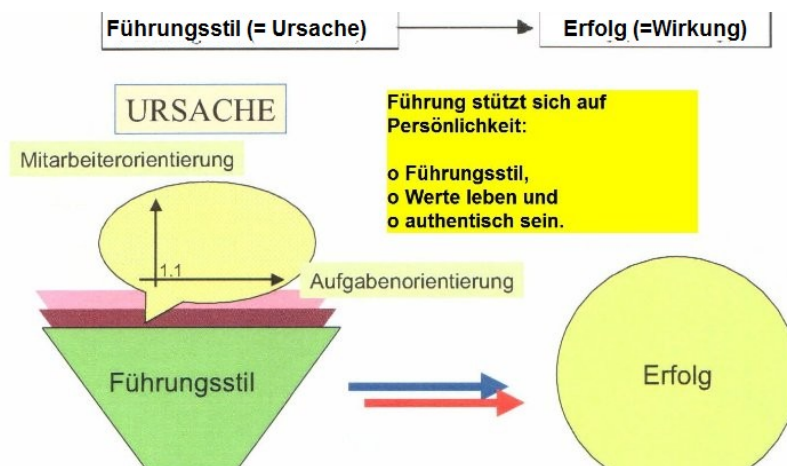 Führungsstil (= Ursache)
Erfolg (=Wirkung)
URSACHE
Führung stützt sich auf
Persönlichkeit:
o Führungsstil,
o Werte leben und
o authentisch sein.
Mitarbeiterorientierung
1.1
Aufgabenorientierung
Führungsstil
Erfolg